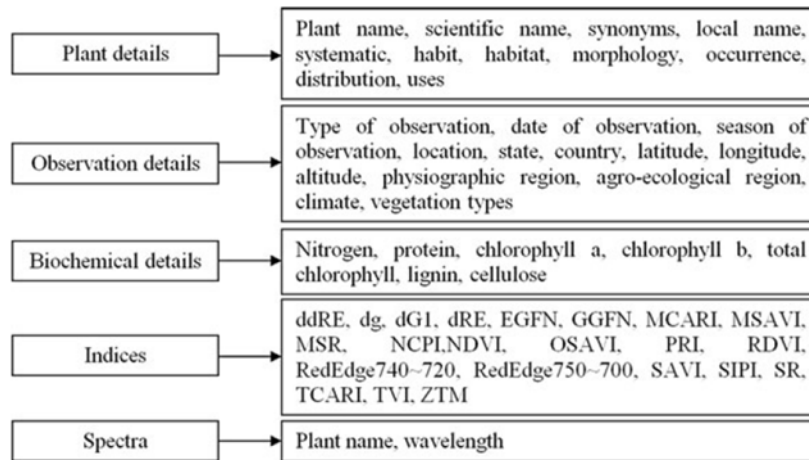 Plant details
Plant name, scientific name, synonyms, local name,
systematic, habit, habitat, morphology, occurrence,
distribution, uses
Observation details
Type of observation, date of observation, season of
observation, location, state, country, latitude, longitude,
altitude, physiographic region, agro-ecological region,
climate, vegetation types
Biochemical details
Nitrogen, protein, chlorophyll a, chlorophyll b, total
chlorophyll, lignin, cellulose
Indices
ddRE, dg, dG1, dRE, EGFN, GGFN, MCARI, MSAVI,
MSR, NCPI,NDVI, OSAVI, PRI, RDVI,
RedEdge740~720, RedEdge750~700, SAVI, SIPI, SR,
TCARI, TVI, ZTM
Spectra
Plant name, wavelength